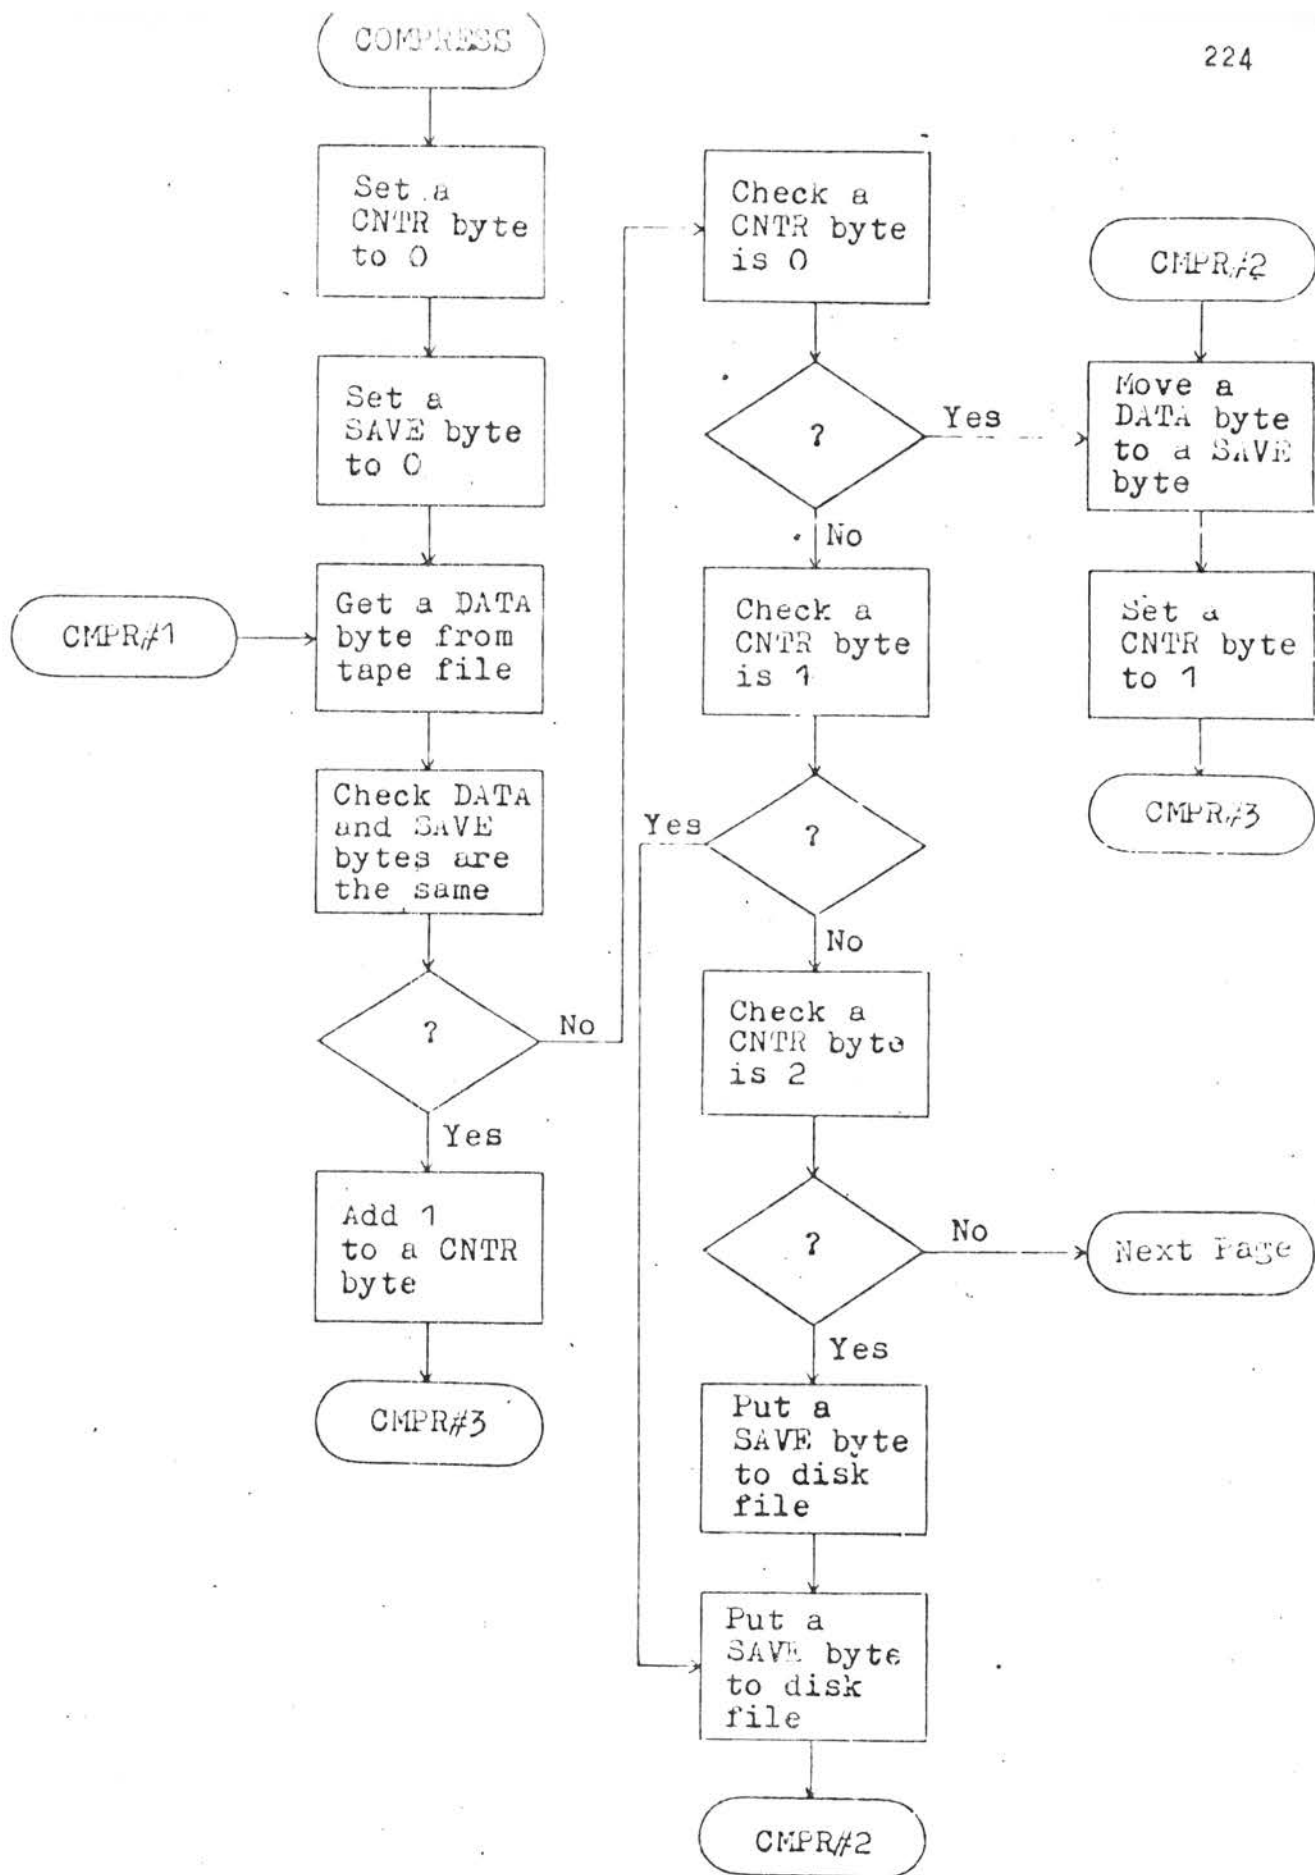 COMPRESS
224
Set a
CNTR byte
to 0
Set a
SAVE byte
to 0
CMPR#1
Get a DATA
byte from
tape file
Check DATA
and SAVE
bytes are
the same
?
No
Yes
Add 1
to a CNTR
byte
CMPR#3
Check a
CNTR byte
is 0
?
Yes
No
Check a
CNTR byte
is 1
Yes
?
No
Check a
CNTR byte
is 2
?
No
Next Page
Yes
Put a
SAVE byte
to disk
file
Put a
SAVE byte
to disk
file
CMPR#2
CMPR#2
Move a
DATA byte
to a SAVE
byte
Set a
CNTR byte
to 1
CMPR#3